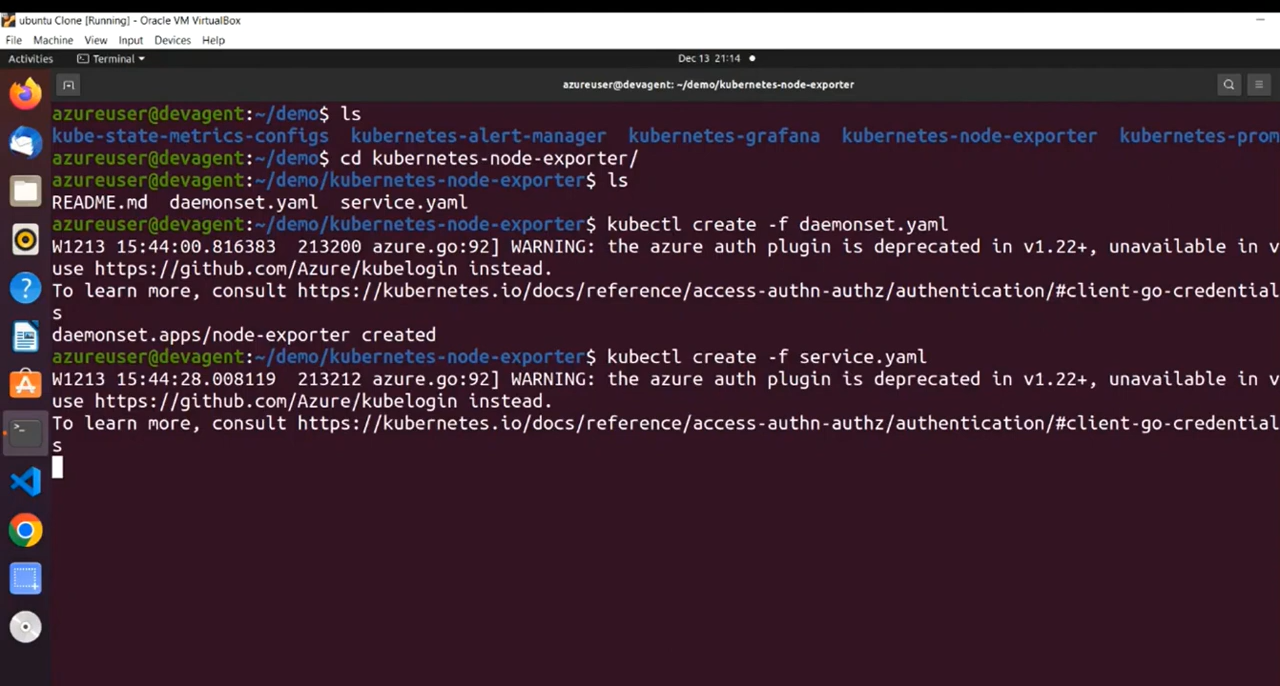 ubuntu Clone [Running] - Oracle VM VirtualBox
File Machine View Input Devices Help
Activities Terminal Dec 13 21:14
azureuser@devagent: ~/demo/kubernetes-node-exporter
azureuser@devagent:~/demo$ ls
kube-state-metrics-configs kubernetes-alert-manager kubernetes-grafana kubernetes-node-exporter kubernetes-prom
azureuser@devagent:~/demo$ cd kubernetes-node-exporter/
azureuser@devagent:~/demo/kubernetes-node-exporter$ ls
README.md daemonset.yaml service.yaml
azureuser@devagent:~/demo/kubernetes-node-exporter$ kubectl create -f daemonset.yaml
W1213 15:44:00.816383 213200 azure.go:92] WARNING: the azure auth plugin is deprecated in v1.22+, unavailable in v
use https://github.com/Azure/kubelogin instead.
To learn more, consult https://kubernetes.io/docs/reference/access-authn-authz/authentication/#client-go-credential
s
daemonset.apps/node-exporter created
azureuser@devagent:~/demo/kubernetes-node-exporter$ kubectl create -f service.yaml
W1213 15:44:28.008119 213212 azure.go:92] WARNING: the azure auth plugin is deprecated in v1.22+, unavailable in v
use https://github.com/Azure/kubelogin instead.
To learn more, consult https://kubernetes.io/docs/reference/access-authn-authz/authentication/#client-go-credential
s